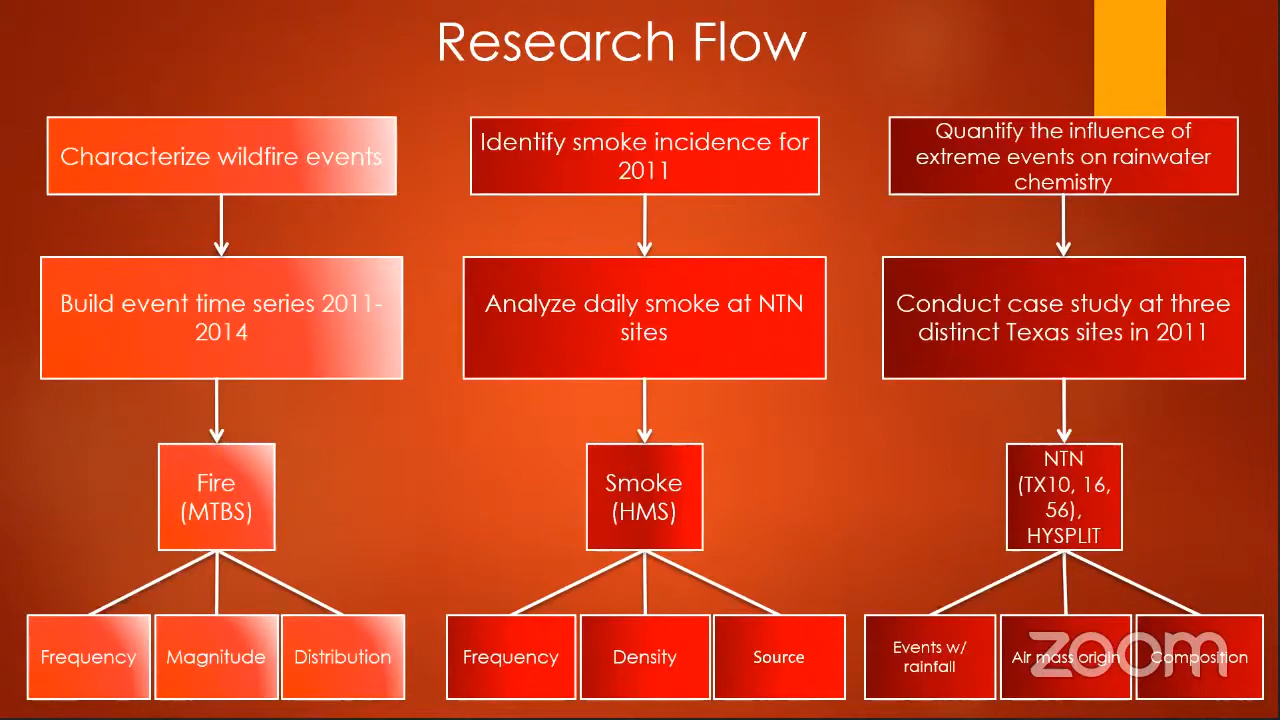 Research Flow
Characterize wildfire events
Identify smoke incidence for
2011
Quantify the influence of
extreme events on rainwater
chemistry
Build event time series 2011-
2014
Analyze daily smoke at NTN
sites
Conduct case study at three
distinct Texas sites in 2011
Fire
(MTBS)
Smoke
(HMS)
NTN
(TX10, 16,
56),
HYSPLIT
Frequency
Magnitude
Distribution
Frequency
Density
Source
Events w/
rainfall
Air mass origin
Composition
zoom